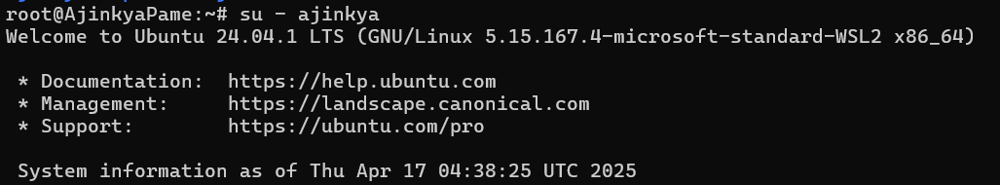 root@AjinkyaPame:~# su - ajinkya
Welcome to Ubuntu 24.04.1 LTS (GNU/Linux 5.15.167.4-microsoft-standard-WSL2 x86_64)
* Documentation:  https://help.ubuntu.com
* Management:     https://landscape.canonical.com
* Support:        https://ubuntu.com/pro
System information as of Thu Apr 17 04:38:25 UTC 2025